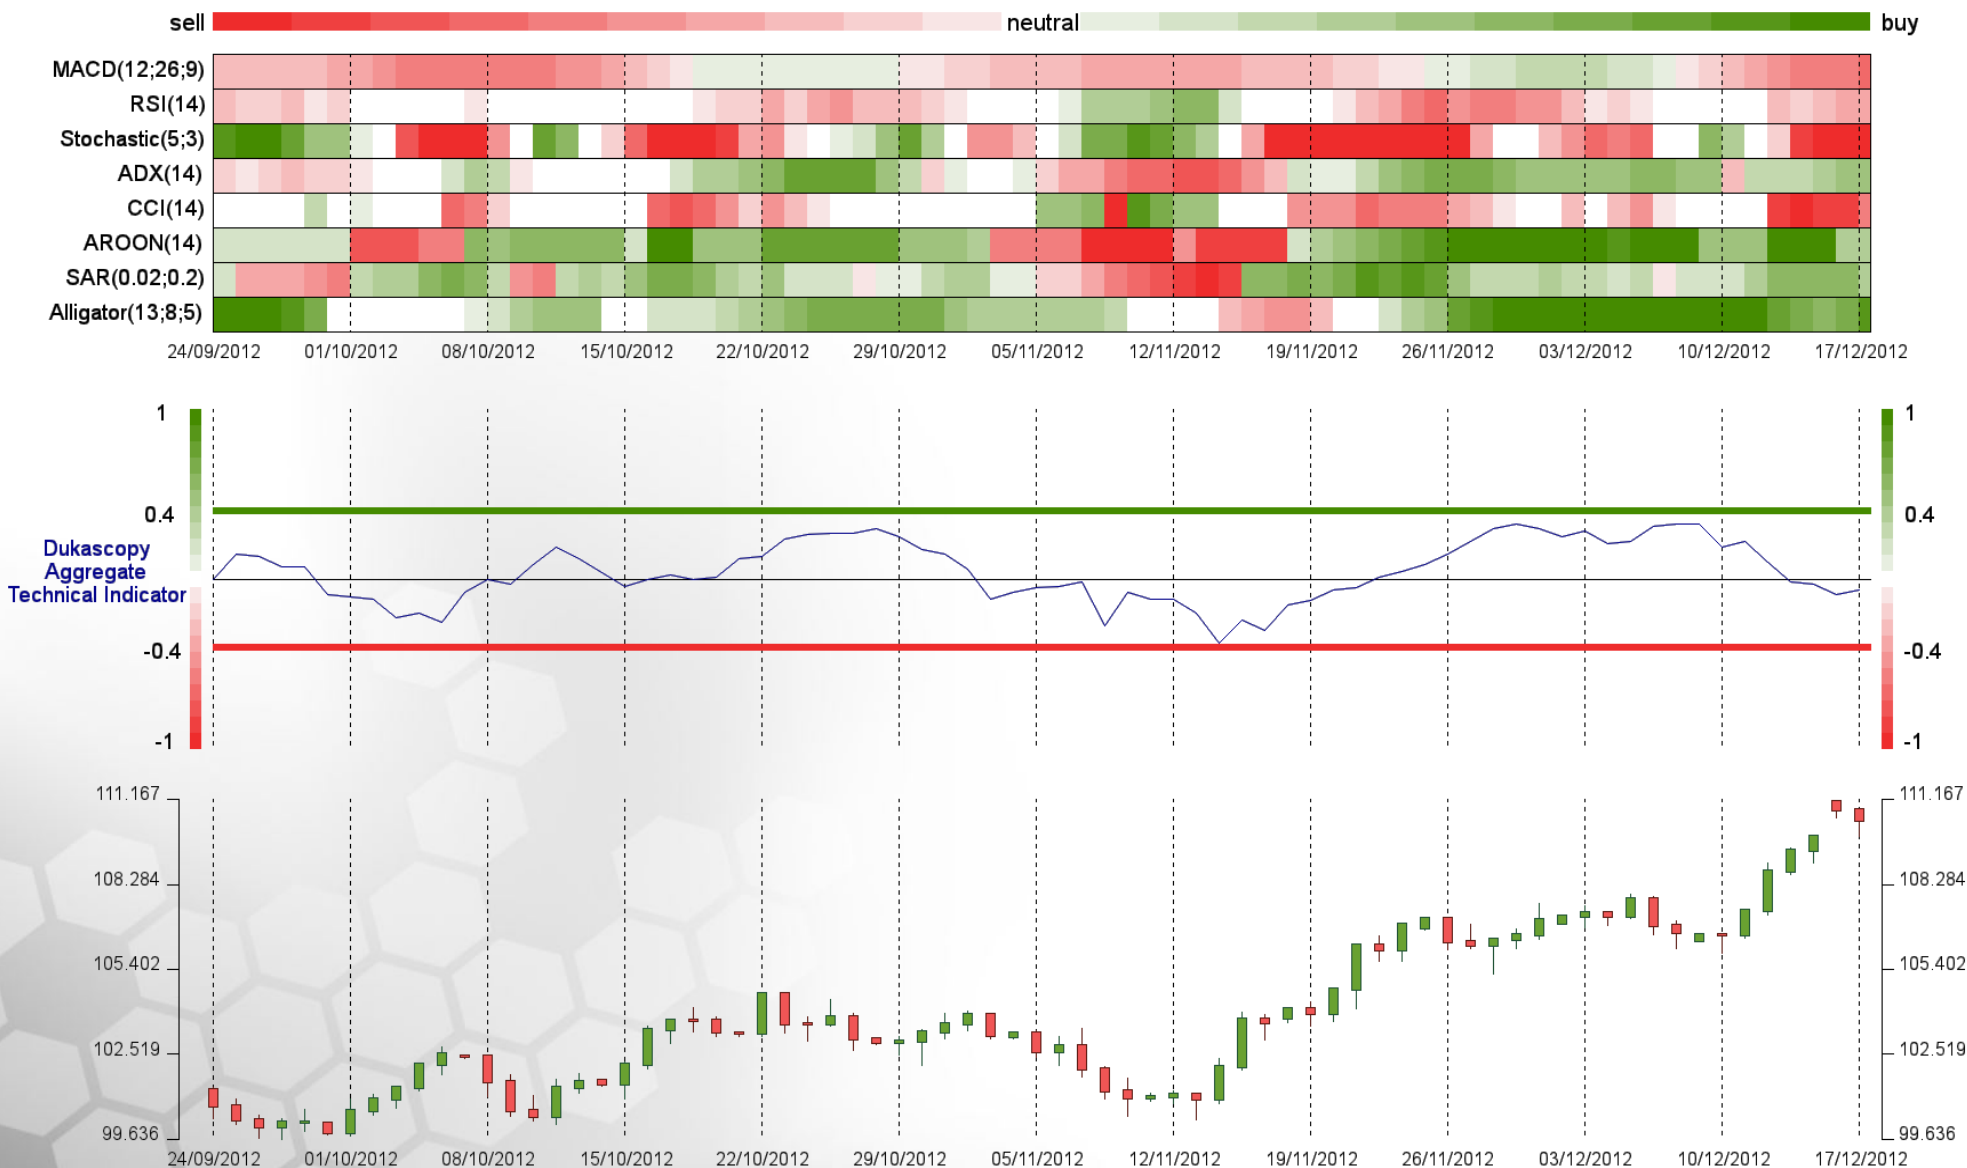 sell neutral buy
MACD(12;26;9)
RSI(14)
Stochastic(5;3)
ADX(14)
CCI(14)
AROON(14)
SAR(0.02;0.2)
Alligator(13;8;5)
24/09/2012 01/10/2012 08/10/2012 15/10/2012 22/10/2012 29/10/2012 05/11/2012 12/11/2012 19/11/2012 26/11/2012 03/12/2012 10/12/2012 17/12/2012
1 1
0.4 0.4
Dukascopy
Aggregate
Technical Indicator
-0.4 -0.4
-1 -1
111.167 111.167
108.284 108.284
105.402 105.402
102.519 102.519
99.636 99.636
24/09/2012 01/10/2012 08/10/2012 15/10/2012 22/10/2012 29/10/2012 05/11/2012 12/11/2012 19/11/2012 26/11/2012 03/12/2012 10/12/2012 17/12/2012